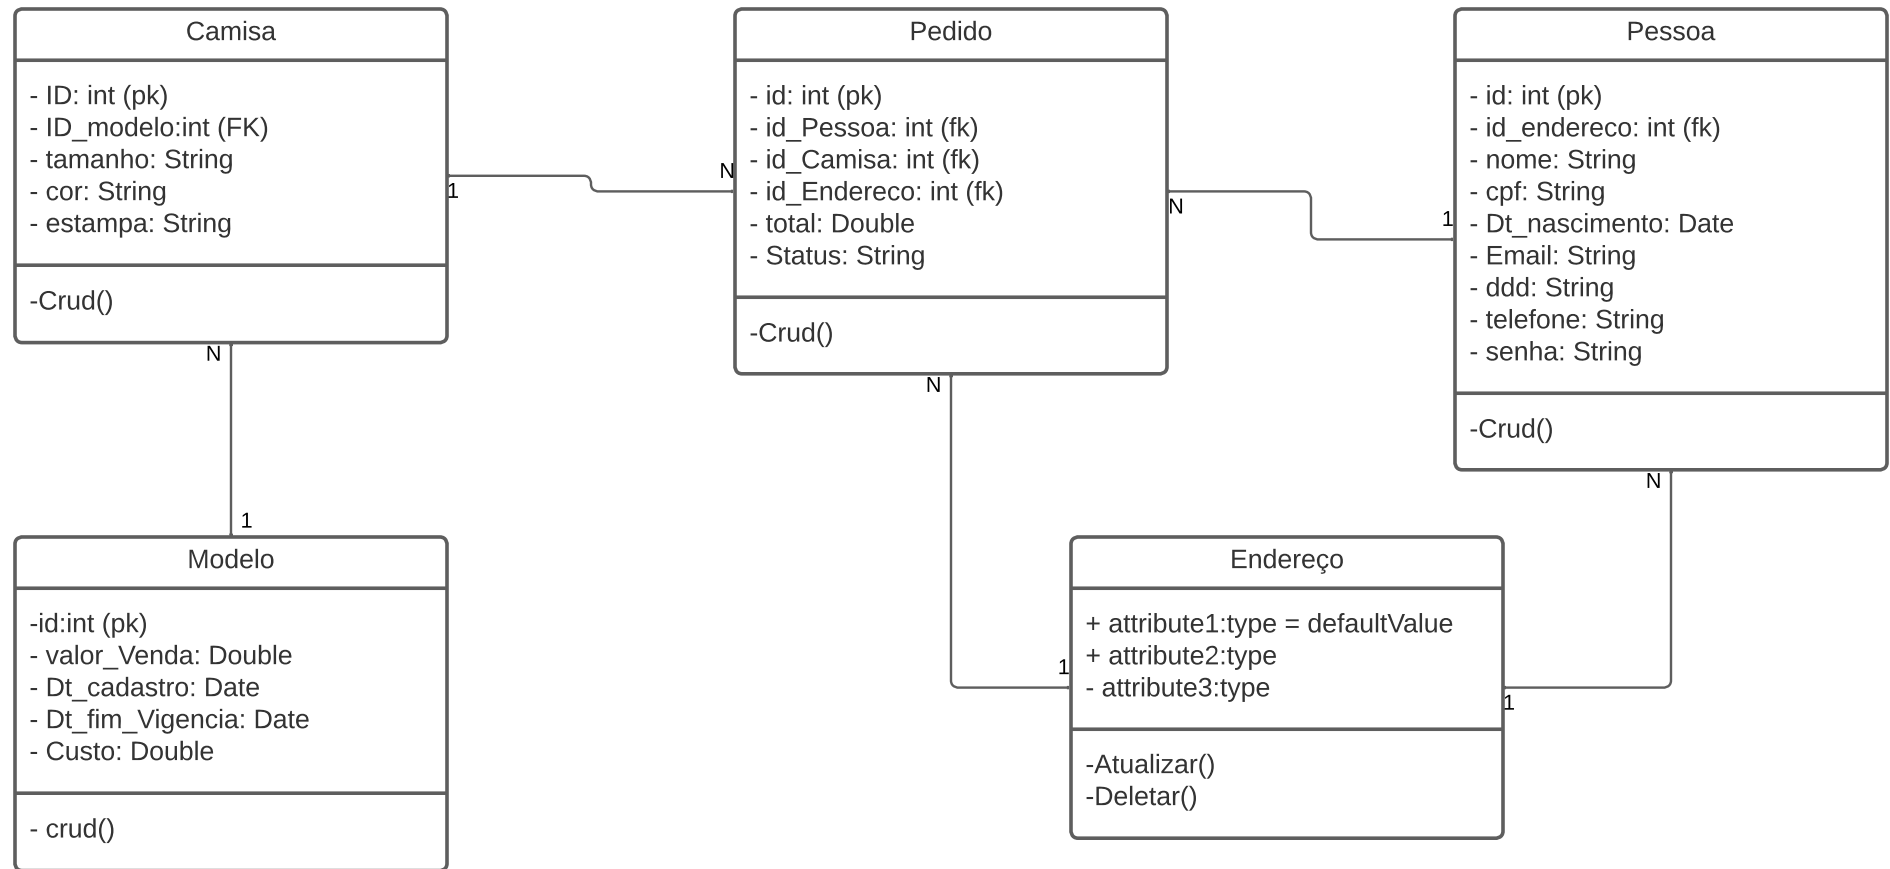 Camisa
- ID: int (pk)
- ID_modelo:int (FK)
- tamanho: String
- cor: String
- estampa: String
-Crud()
1
N
N
Pedido
- id: int (pk)
- id_Pessoa: int (fk)
- id_Camisa: int (fk)
- id_Endereco: int (fk)
- total: Double
- Status: String
-Crud()
N
N
1
Pessoa
- id: int (pk)
- id_endereco: int (fk)
- nome: String
- cpf: String
- Dt_nascimento: Date
- Email: String
- ddd: String
- telefone: String
- senha: String
-Crud()
N
1
Modelo
-id:int (pk)
- valor_Venda: Double
- Dt_cadastro: Date
- Dt_fim_Vigencia: Date
- Custo: Double
- crud()
Endereço
+ attribute1:type = defaultValue
+ attribute2:type
- attribute3:type
1
1
-Atualizar()
-Deletar()